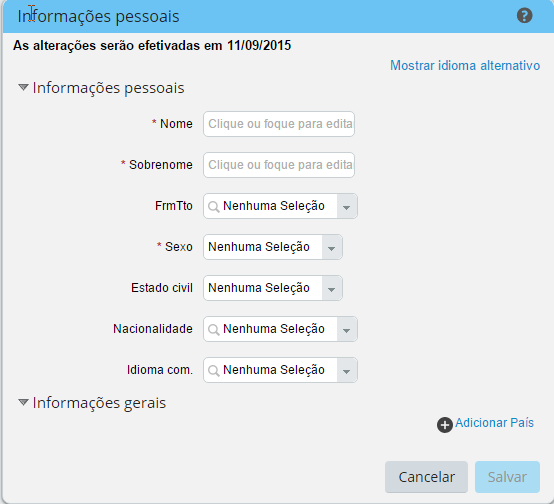 Informações pessoais
As alterações serão efetivadas em 11/09/2015
Mostrar idioma alternativo
Informações pessoais
* Nome Clique ou foque para edita
* Sobrenome Clique ou foque para edita
FrmTto Nenhuma Seleção
* Sexo Nenhuma Seleção
Estado civil Nenhuma Seleção
Nacionalidade Nenhuma Seleção
Idioma com. Nenhuma Seleção
Informações gerais
Adicionar País
Cancelar Salvar